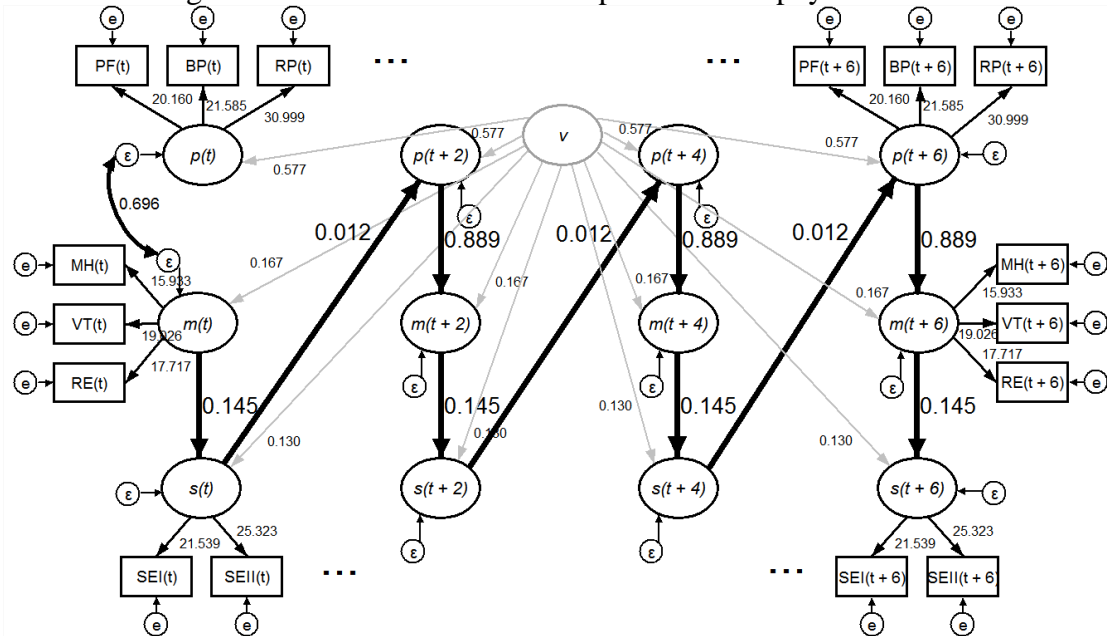 e e e e e e
PF(t) BP(t) RP(t) ... ... PF(t + 6) BP(t + 6) RP(t + 6)
20.160 21.585 30.999 20.160 21.585 30.999
v
0.577 0.577 0.577
ε p(t) p(t + 2) p(t + 4) p(t + 6) ε
0.577
0.696 ε ε
0.012 0.889 0.012 0.889 0.012 0.889
e MH(t) ε MH(t + 6) e
15.933 0.167 0.167 0.167 0.167 15.933
e VT(t) m(t) m(t + 2) m(t + 4) m(t + 6) VT(t + 6) e
19.026 19.026
17.717 17.717
e RE(t) ε ε ε RE(t + 6) e
0.145 0.145 0.145 0.145
0.130 0.130 0.130 0.130
ε s(t) s(t + 2) s(t + 4) s(t + 6) ε
21.539 25.323 ε ε 21.539 25.323
SEI(t) SEII(t) ... ... SEI(t + 6) SEII(t + 6)
e e e e